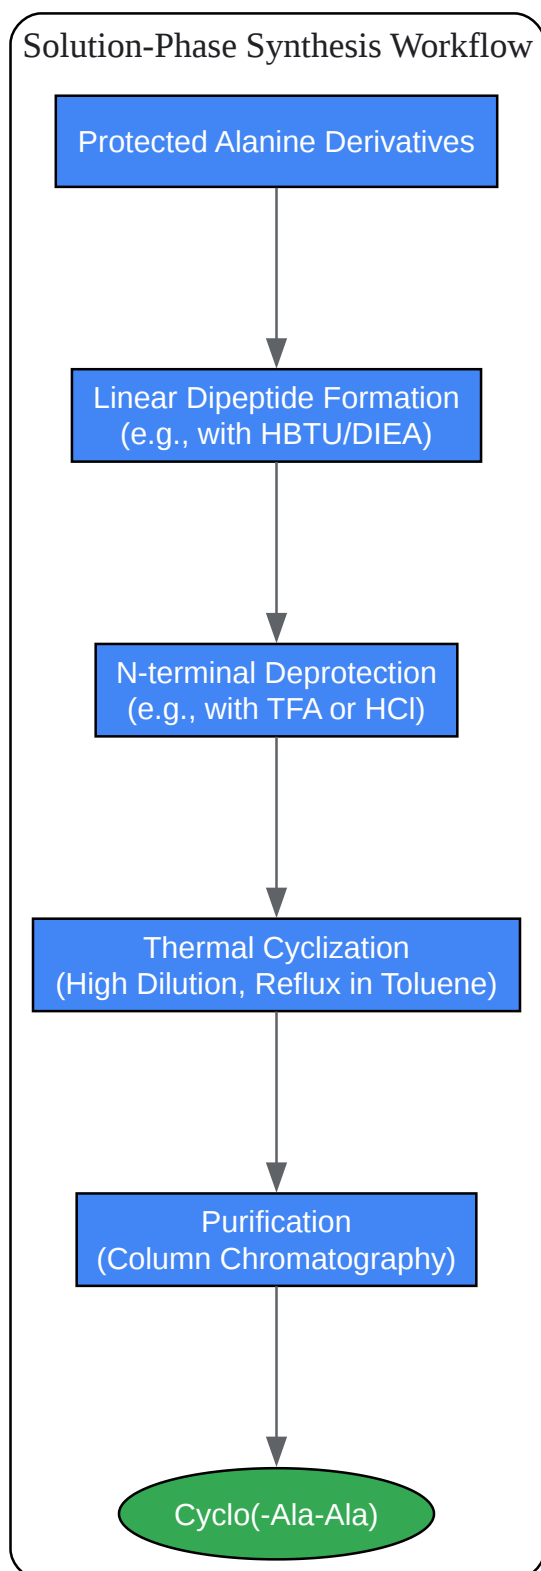 Solution-Phase Synthesis Workflow
Protected Alanine Derivatives
Linear Dipeptide Formation
(e.g., with HBTU/DIEA)
N-terminal Deprotection
(e.g., with TFA or HCl)
Thermal Cyclization
(High Dilution, Reflux in Toluene)
Purification
(Column Chromatography)
Cyclo(-Ala-Ala)